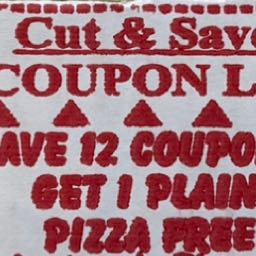 Cut & Save
COUPON L
AVE 12 COUPO
GET 1 PLAIN
PIZZA FREE